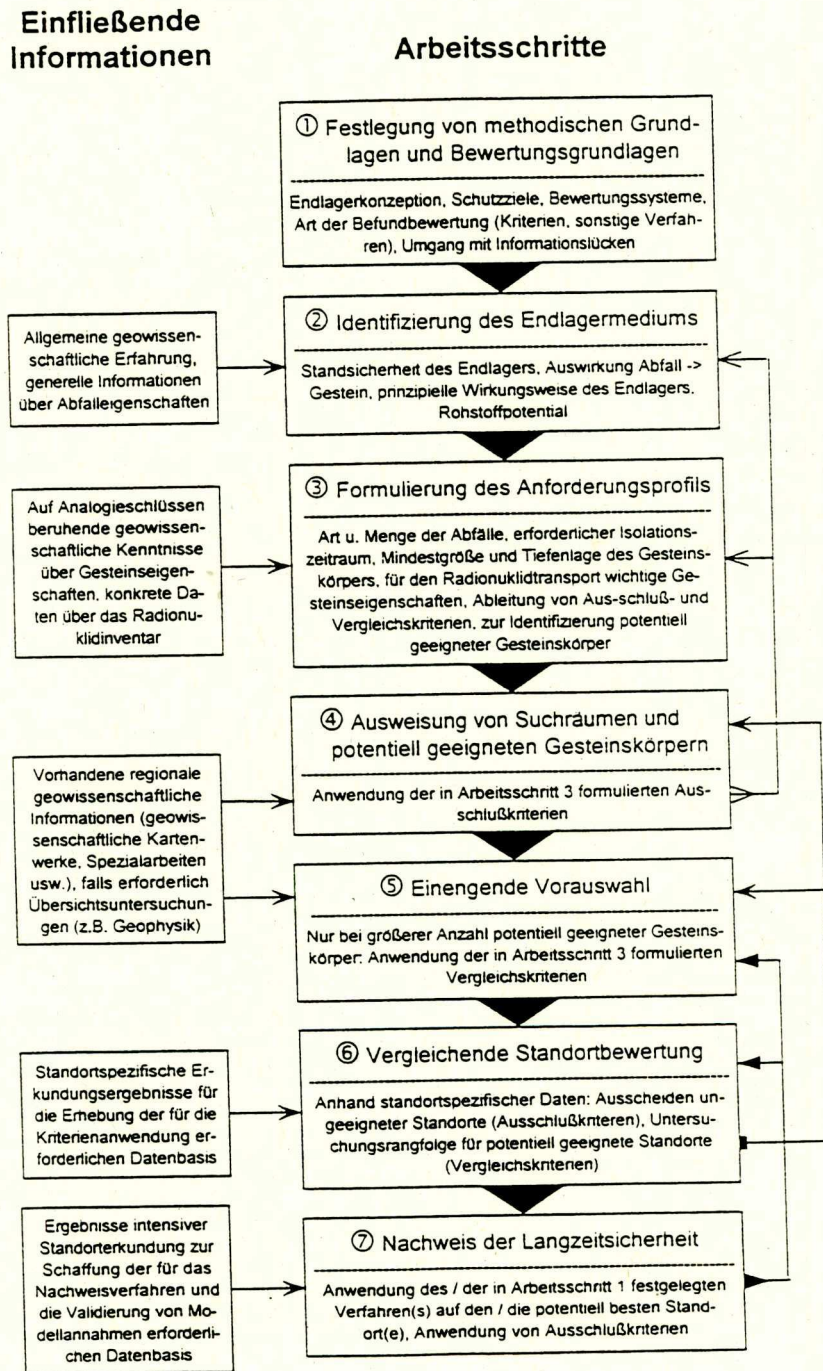 Einfließende
Informationen
Arbeitsschritte
① Festlegung von methodischen Grund-
lagen und Bewertungsgrundlagen
Endlagerkonzeption, Schutzziele, Bewertungssysteme,
Art der Befundbewertung (Kriterien, sonstige Verfah-
ren), Umgang mit Informationslücken
Allgemeine geowissen-
schaftliche Erfahrung,
generelle Informationen
über Abfalleigenschaften
② Identifizierung des Endlagermediums
Standsicherheit des Endlagers, Auswirkung Abfall ->
Gestein, prinzipielle Wirkungsweise des Endlagers.
Rohstoffpotential
Auf Analogieschlüssen
beruhende geowissen-
schaftliche Kenntnisse
über Gesteinseigen-
schaften, konkrete Da-
ten über das Radionu-
klidinventar
③ Formulierung des Anforderungsprofils
Art u. Menge der Abfälle, erforderlicher Isolations-
zeitraum, Mindestgröße und Tiefenlage des Gesteins-
körpers, für den Radionuklidtransport wichtige Ge-
steinseigenschaften, Ableitung von Aus-schluß- und
Vergleichskriterien, zur Identifizierung potentiell
geeigneter Gesteinskörper
Vorhandene regionale
geowissenschaftliche
Informationen (geowis-
senschaftliche Karten-
werke, Spezialarbeiten
usw.), falls erforderlich
Übersichtsuntersuchun-
gen (z.B. Geophysik)
④ Ausweisung von Suchräumen und
potentiell geeigneten Gesteinskörpern
Anwendung der in Arbeitsschritt 3 formulierten Aus-
schlußkriterien
⑤ Einengende Vorauswahl
Nur bei größerer Anzahl potentiell geeigneter Gesteins-
körper: Anwendung der in Arbeitsschritt 3 formulierten
Vergleichskriterien
Standortspezifische Er-
kundungsergebnisse für
die Erhebung der für die
Kriterienanwendung er-
forderlichen Datenbasis
⑥ Vergleichende Standortbewertung
Anhand standortspezifischer Daten: Ausscheiden un-
geeigneter Standorte (Ausschlußkriteren), Untersu-
chungsrangfolge für potentiell geeignete Standorte
(Vergleichskriterien)
Ergebnisse intensiver
Standorterkundung zur
Schaffung der für das
Nachweisverfahren und
die Validierung von Mo-
dellannahmen erforderli-
chen Datenbasis
⑦ Nachweis der Langzeitsicherheit
Anwendung des / der in Arbeitsschritt 1 festgelegten
Verfahren(s) auf den / die potentiell besten Stand-
ort(e), Anwendung von Ausschlußkriterien